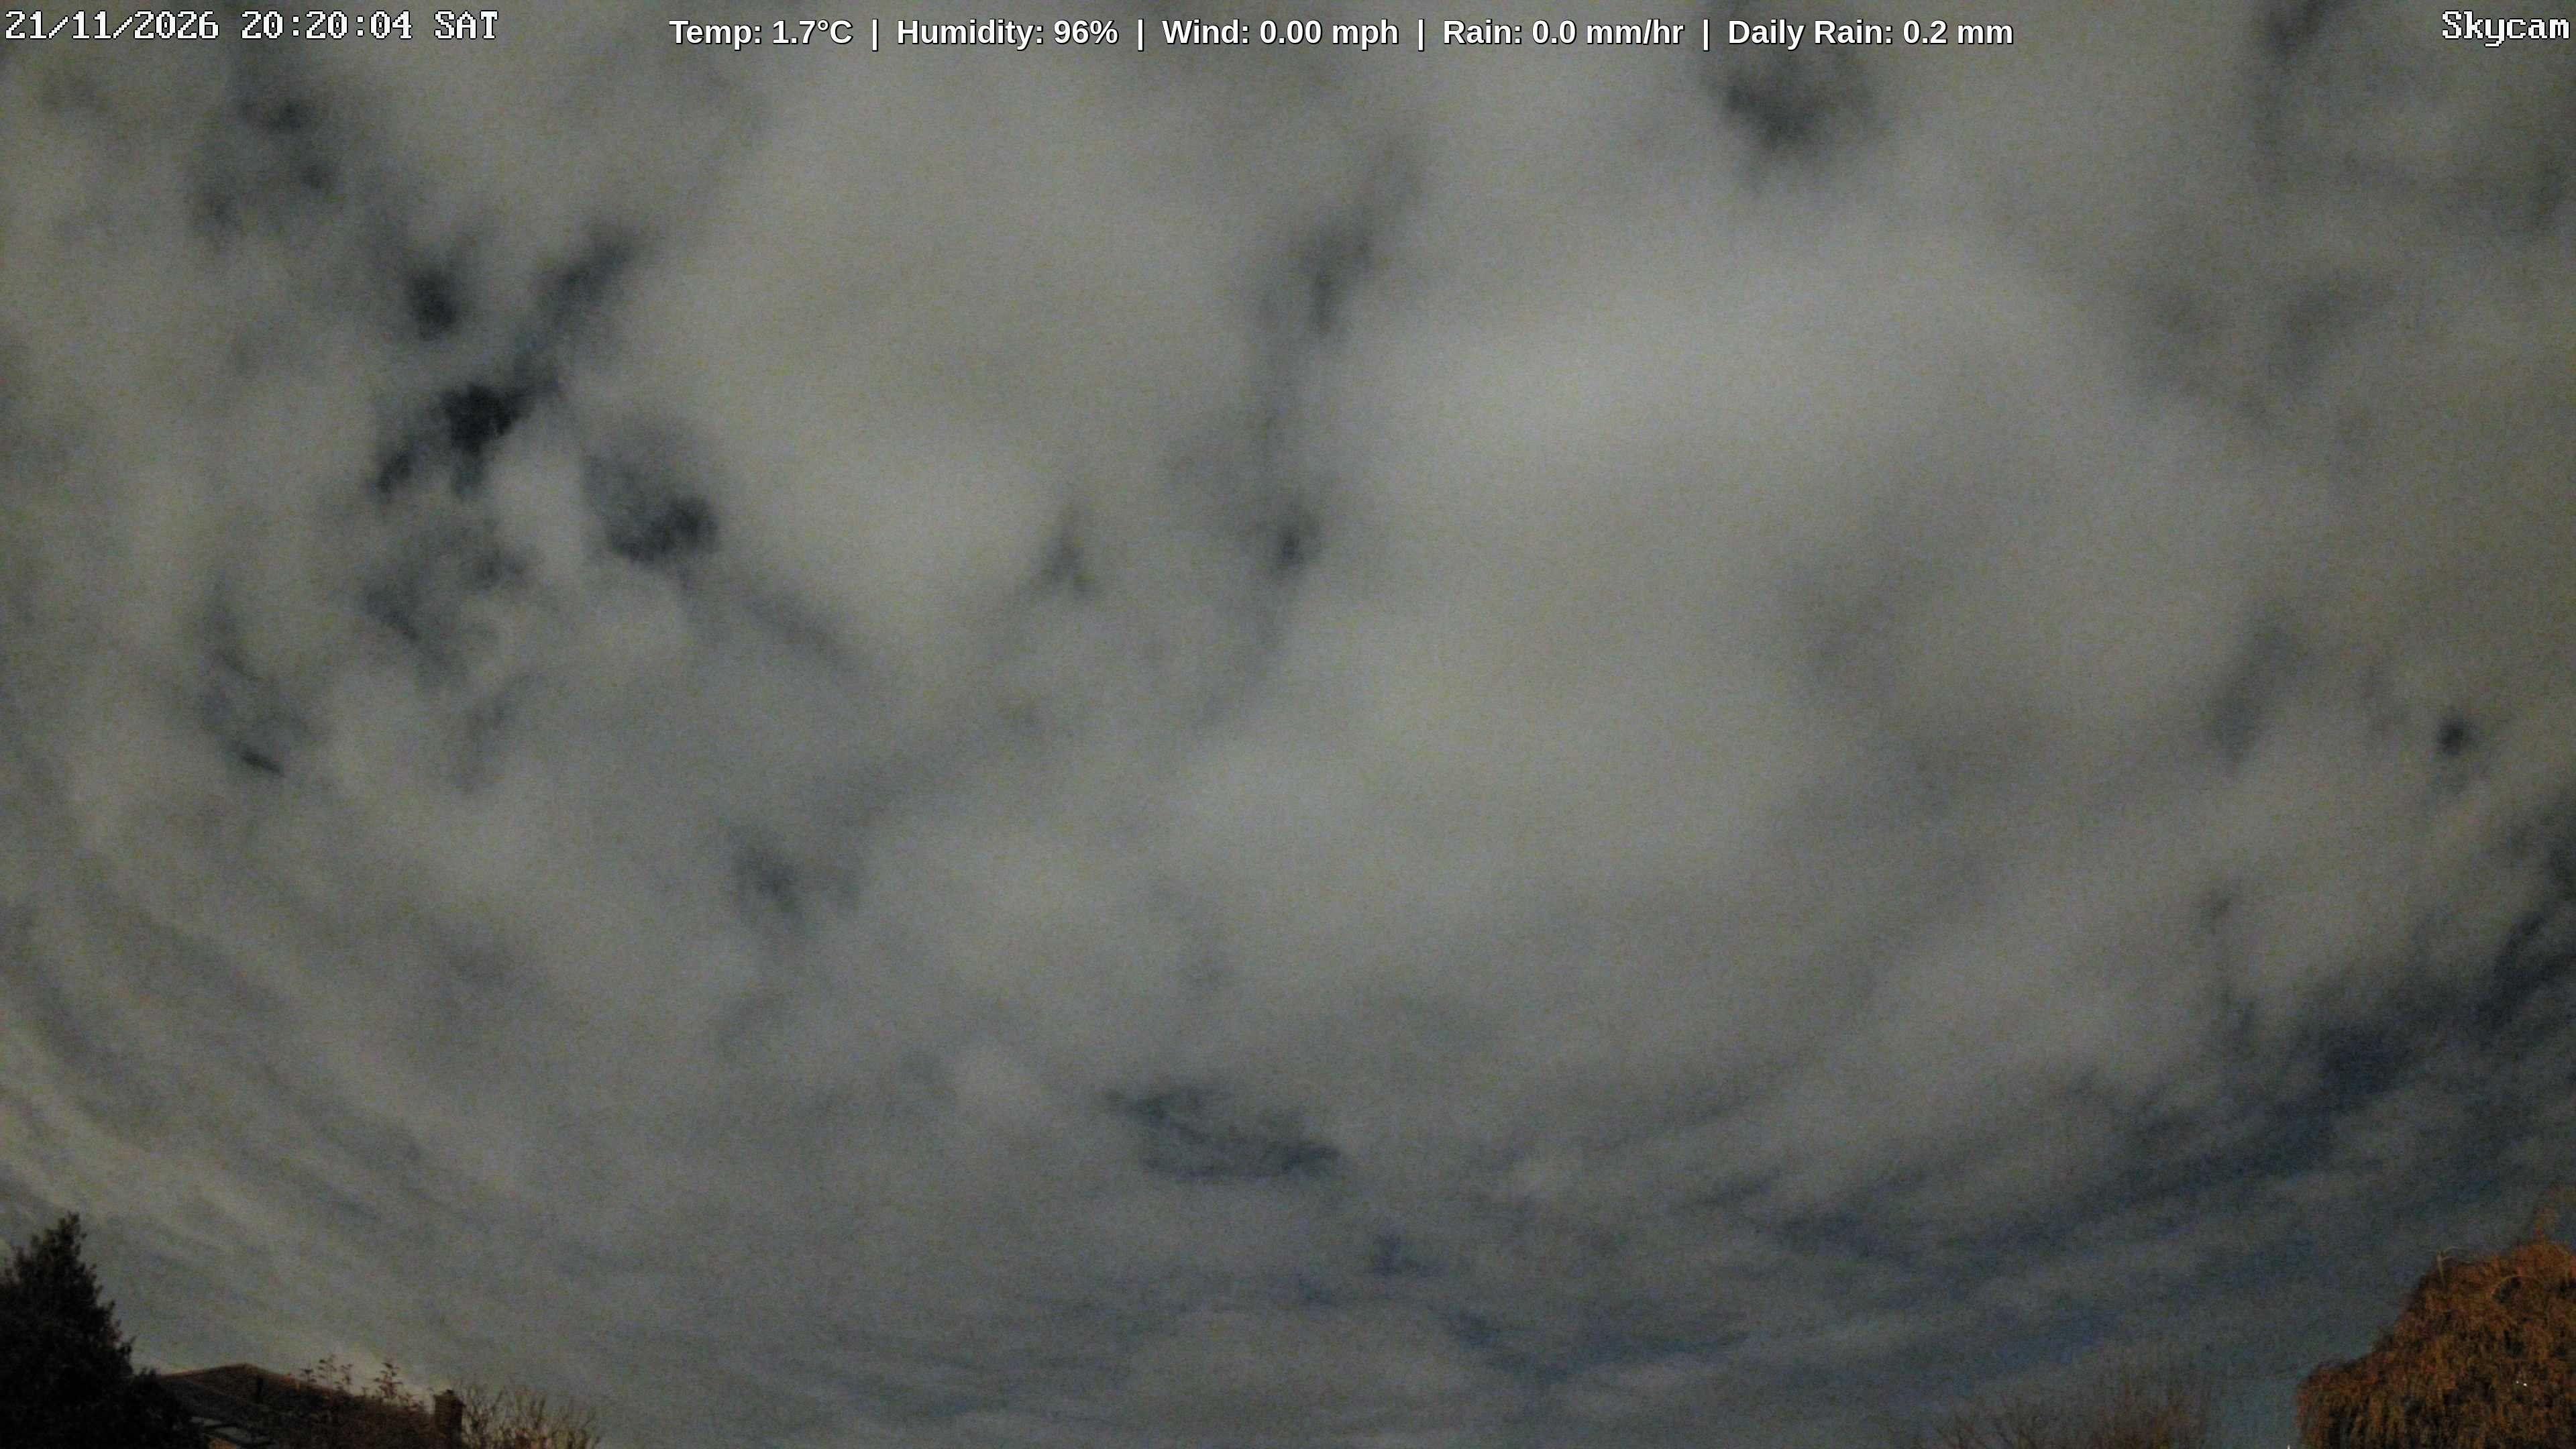 21/11/2026 20:20:04 SAT
Temp: 1.7°C | Humidity: 96% | Wind: 0.00 mph | Rain: 0.0 mm/hr | Daily Rain: 0.2 mm
Skycam